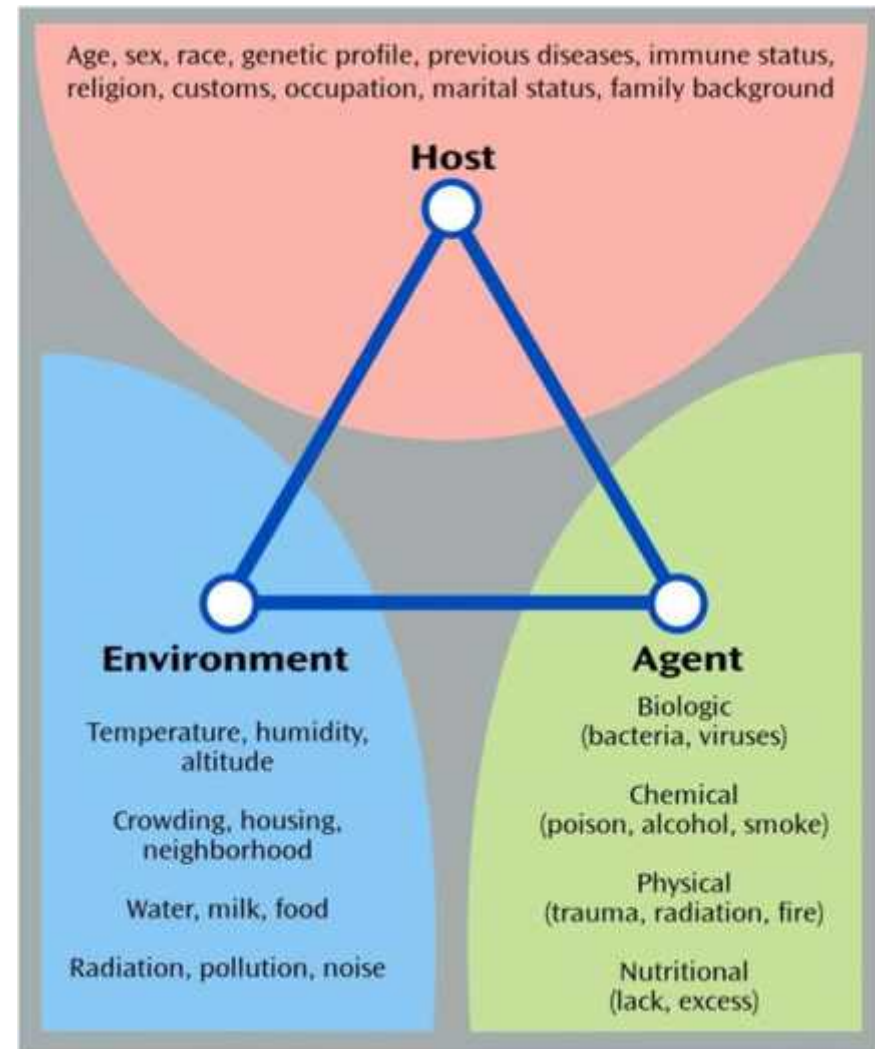 Age, sex, race, genetic profile, previous diseases, immune status,
religion, customs, occupation, marital status, family background
Host
Environment
Temperature, humidity,
altitude
Crowding, housing,
neighborhood
Water, milk, food
Radiation, pollution, noise
Agent
Biologic
(bacteria, viruses)
Chemical
(poison, alcohol, smoke)
Physical
(trauma, radiation, fire)
Nutritional
(lack, excess)